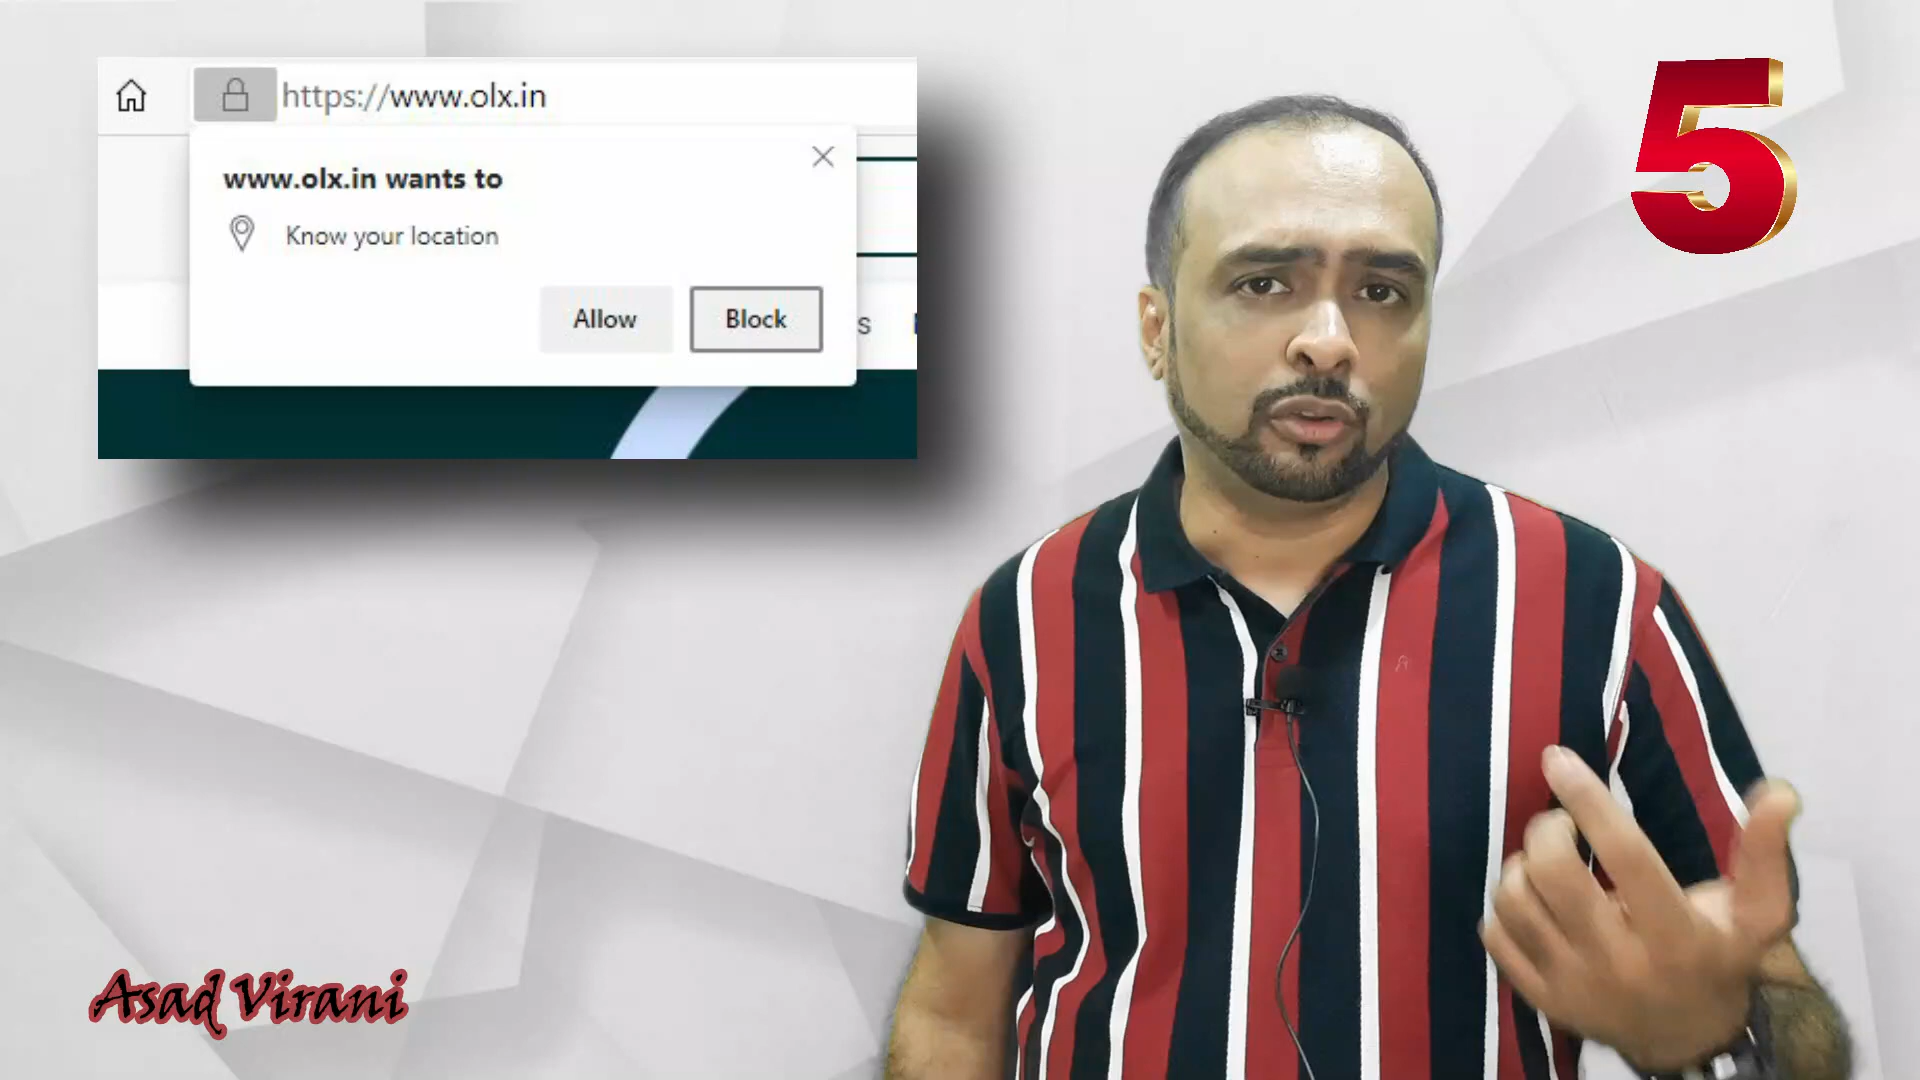 https://www.olx.in
www.olx.in wants to
Know your location
Allow
Block
s
5
Asad Virani